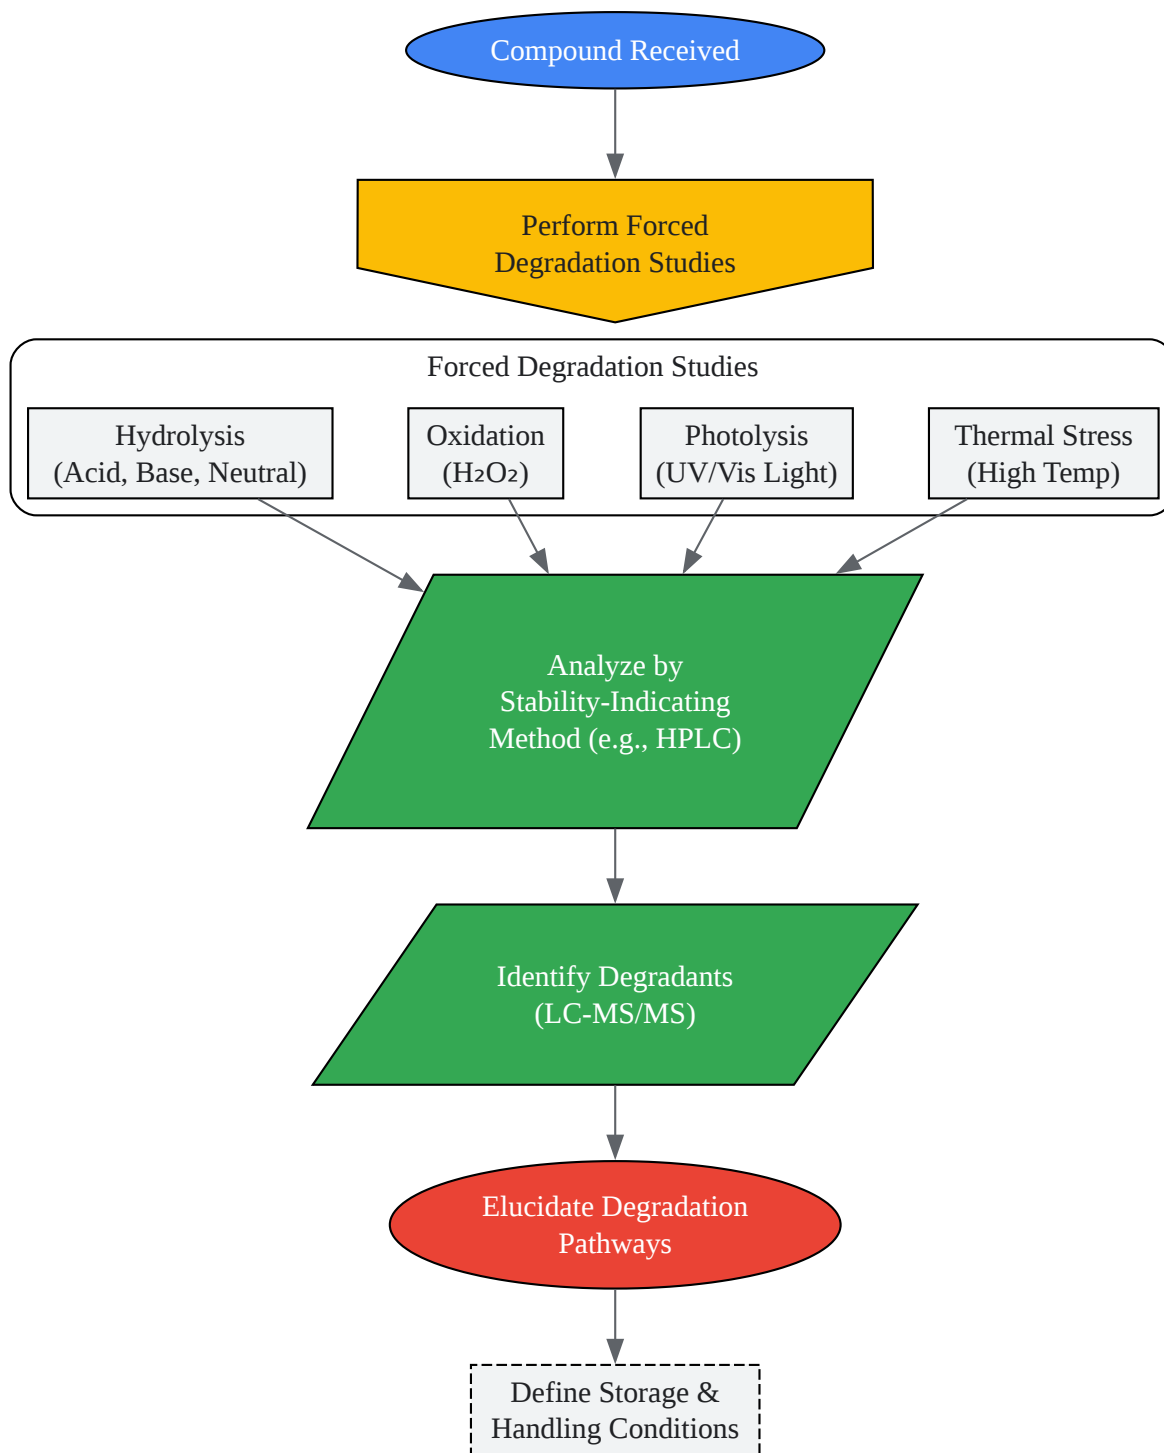 Compound Received
Perform Forced
Degradation Studies
Forced Degradation Studies
Hydrolysis
(Acid, Base, Neutral)
Oxidation
(H₂O₂)
Photolysis
(UV/Vis Light)
Thermal Stress
(High Temp)
Analyze by
Stability-Indicating
Method (e.g., HPLC)
Identify Degradants
(LC-MS/MS)
Elucidate Degradation
Pathways
Define Storage &
Handling Conditions